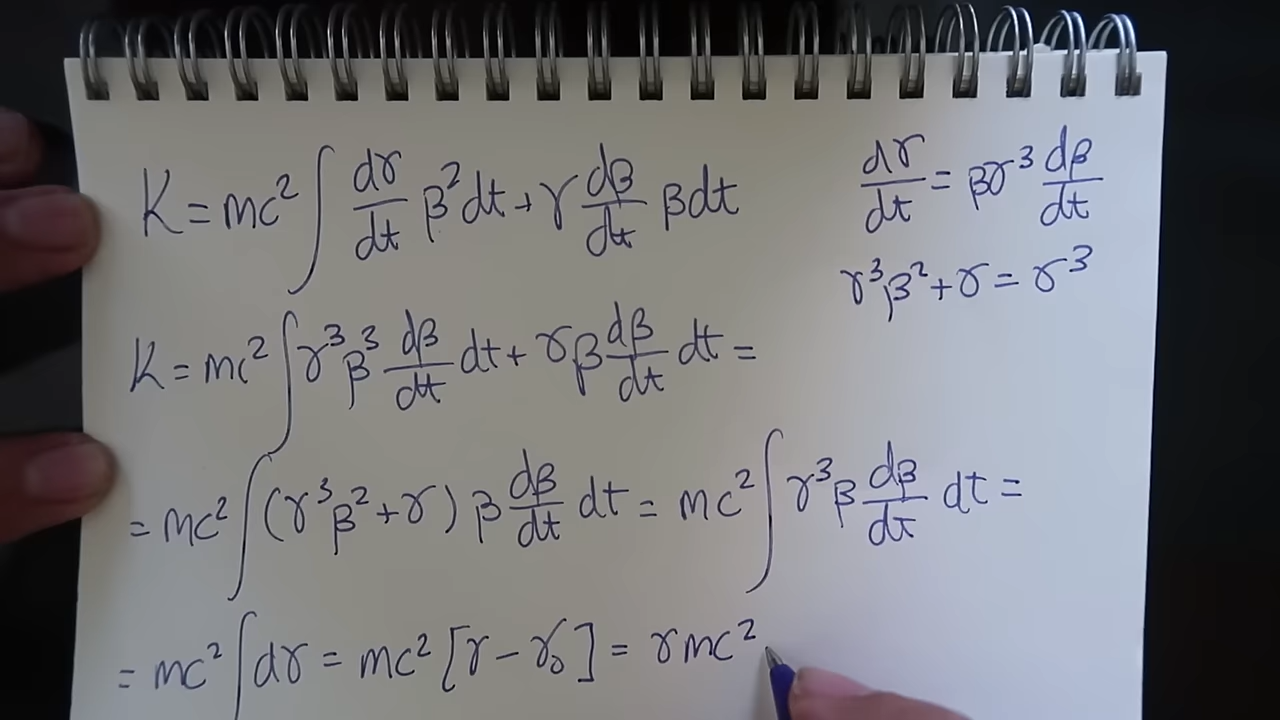 K = mc² ∫ dγ/dt β² dt + γ dβ/dt β dt
dγ/dt = βγ³ dβ/dt
γ³β² + γ = γ³
K = mc² ∫ γ³β³ dβ/dt dt + γβ dβ/dt dt =
= mc² ∫ (γ³β² + γ) β dβ/dt dt = mc² ∫ γ³β dβ/dt dt =
= mc² ∫ dγ = mc² [γ − γ₀] = γmc²